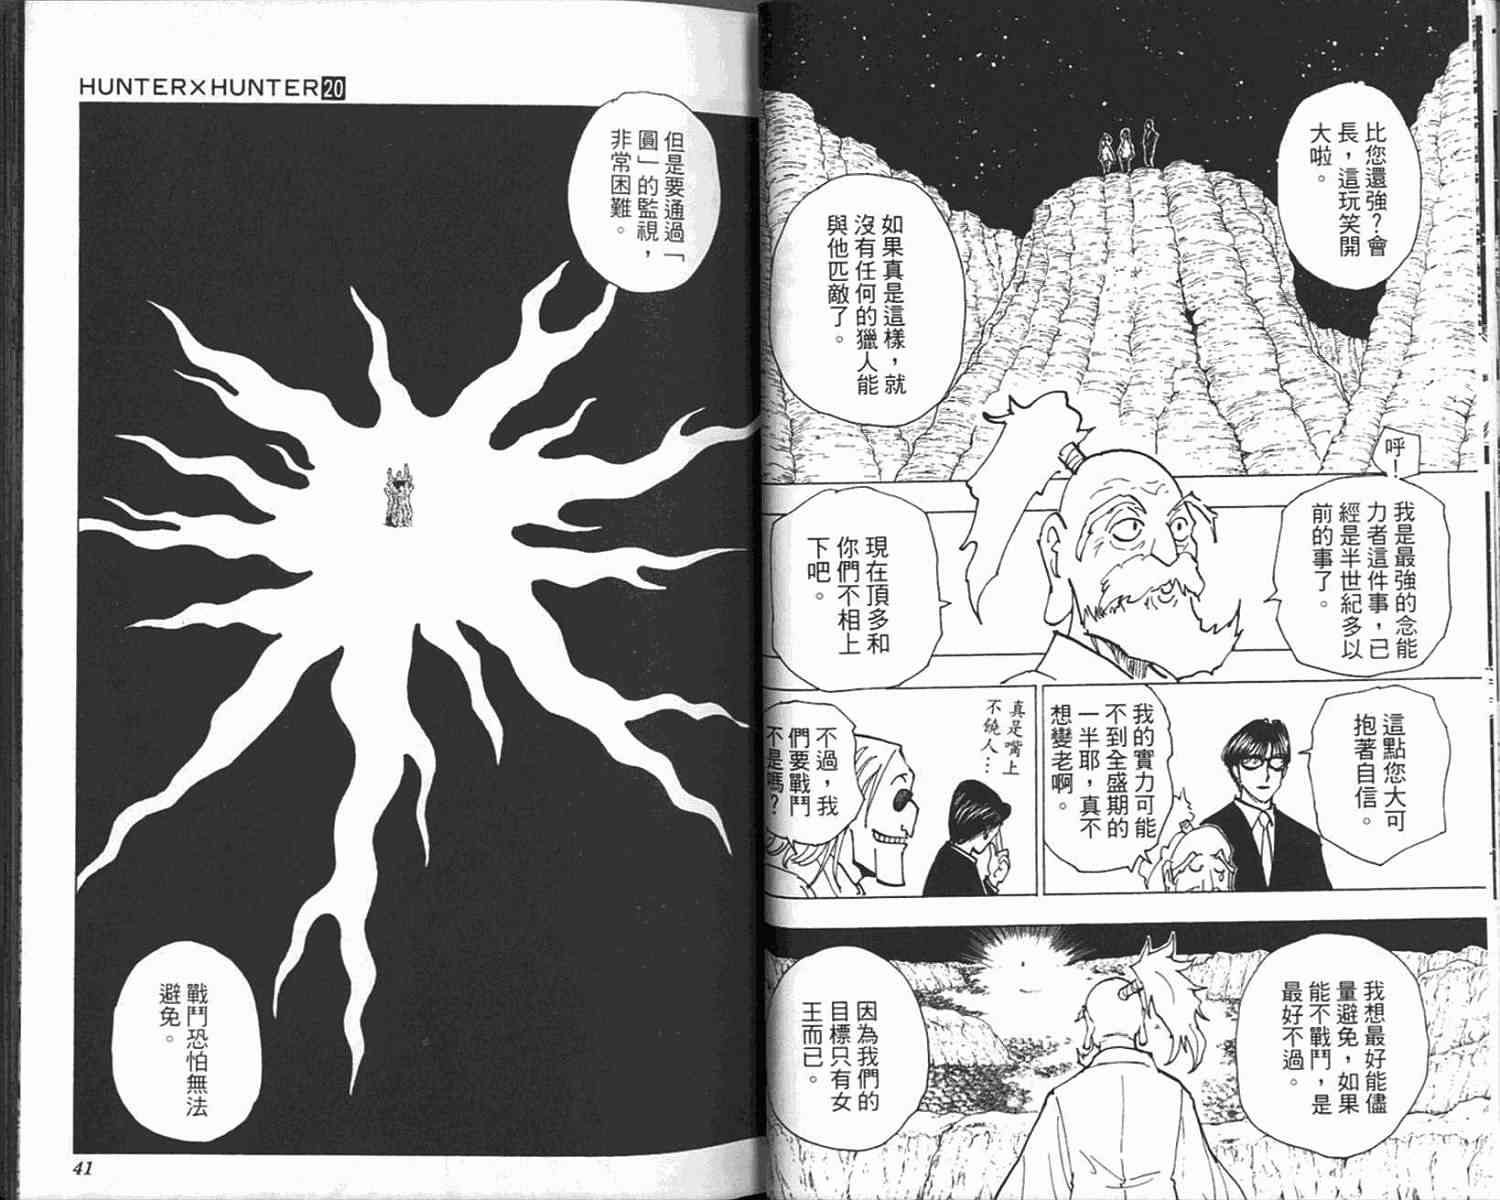 比您還強?會
長，這玩笑開
大啦。
如果真是這樣，就
沒有任何的獵人能
與他匹敵了。
呼!
我是最強的念能
力者這件事，已
經是半世紀多以
前的事了。
現在頂多和
你們不相上
下吧。
這點您大可
抱著自信。
我的實力可能
不到全盛期的
一半耶，真不
想變老啊。
真是嘴上
不饒人…
不過，我
們要戰鬥
不是嗎?
我想最好能儘
量避免，如果
能不戰鬥，是
最好不過。
因為我們的
目標只有女
王而已。
HUNTER×HUNTER20
但是要通過「
圓」的監視，
非常困難。
戰鬥恐怕無法
避免。
41